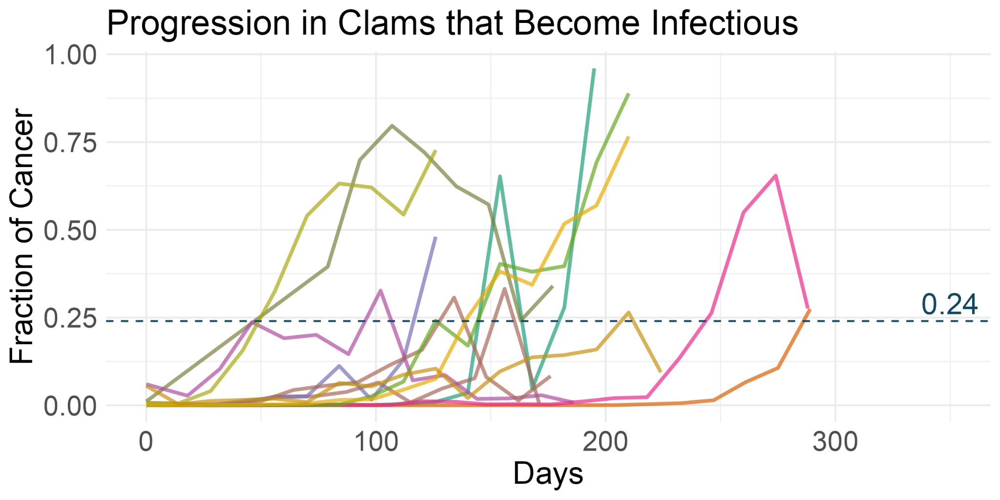 Progression in Clams that Become Infectious
1.00
0.75
0.50
0.25
0.00
Fraction of Cancer
0.24
0 100 200 300
Days